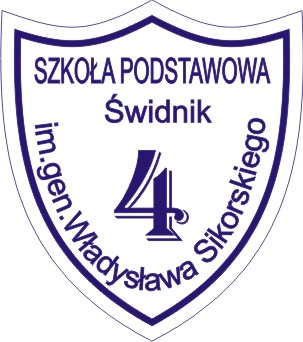 SZKOŁA PODSTAWOWA
Świdnik
4
im.gen.Władysława Sikorskiego